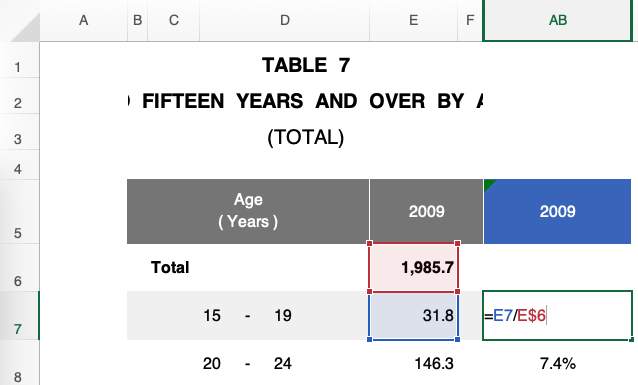 A B C D E F AB
1 TABLE 7
2 FIFTEEN YEARS AND OVER BY
3 (TOTAL)
4
Age
( Years )
5 2009 2009
6 Total 1,985.7
7 15 - 19 31.8 =E7/E$6
8 20 - 24 146.3 7.4%